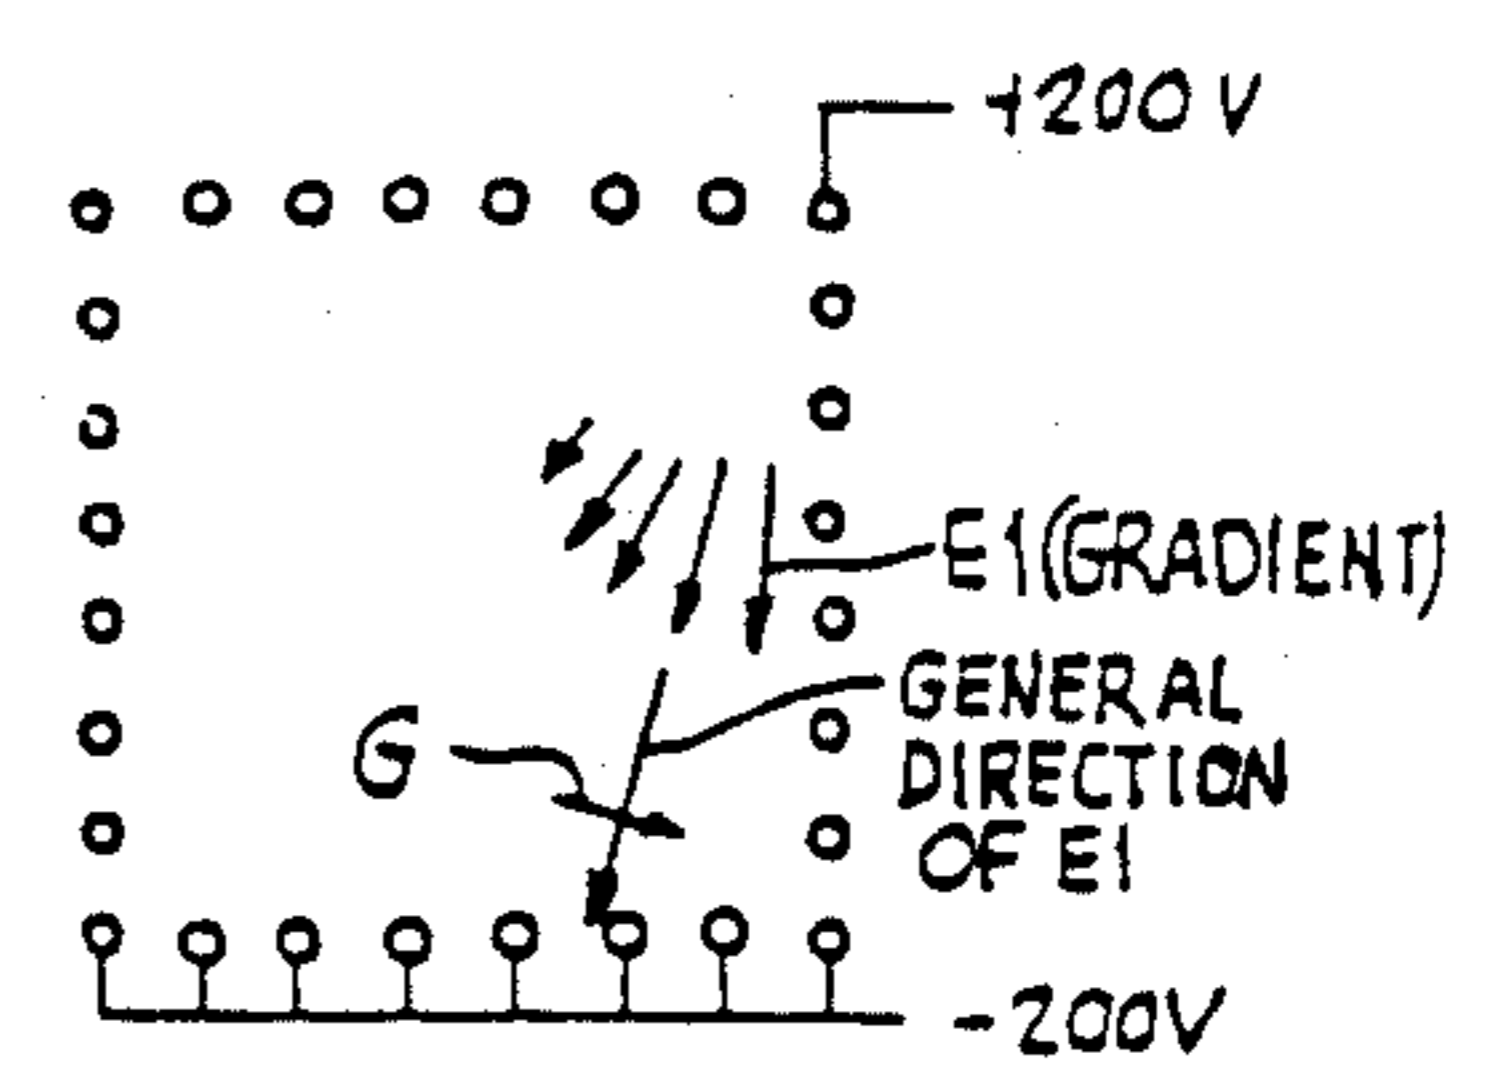 +200 V
E1(GRADIENT)
GENERAL
DIRECTION
OF E1
G
-200V